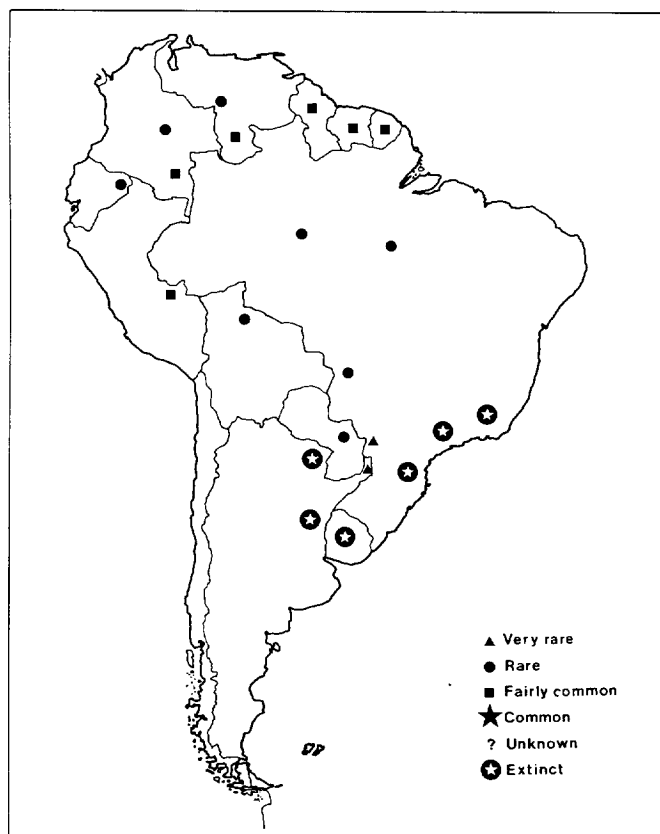 Very rare
Rare
Fairly common
Common
? Unknown
Extinct